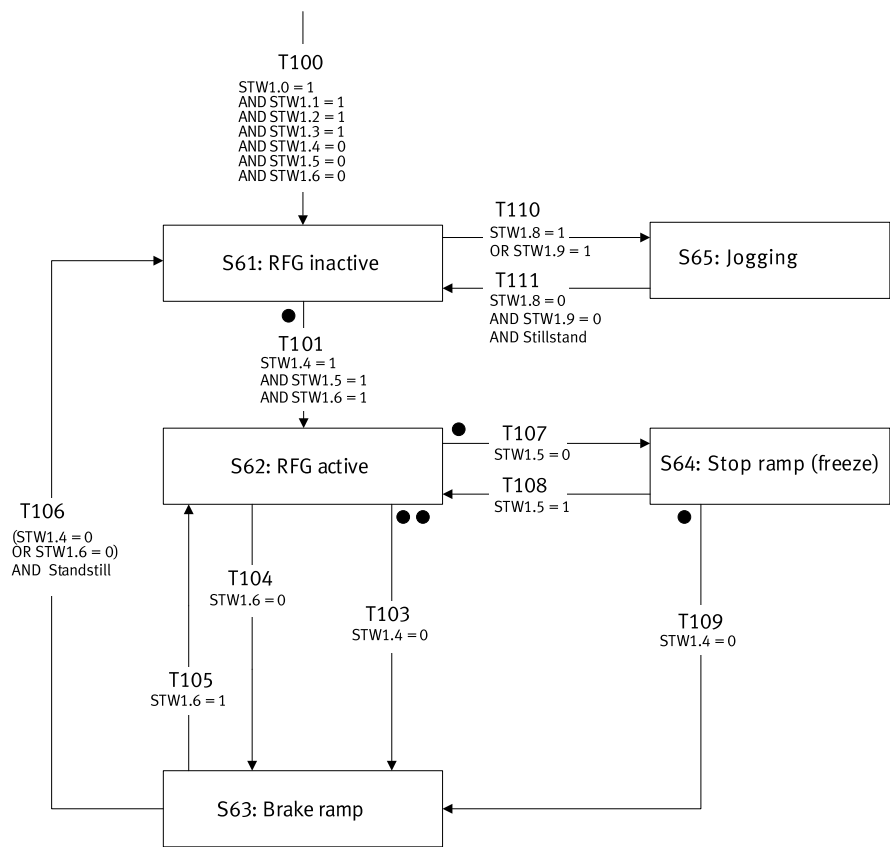 T100
STW1.0 = 1
AND STW1.1 = 1
AND STW1.2 = 1
AND STW1.3 = 1
AND STW1.4 = 0
AND STW1.5 = 0
AND STW1.6 = 0
S61: RFG inactive
T110
STW1.8 = 1
OR STW1.9 = 1
S65: Jogging
T111
STW1.8 = 0
AND STW1.9 = 0
AND Stillstand
T101
STW1.4 = 1
AND STW1.5 = 1
AND STW1.6 = 1
S62: RFG active
T107
STW1.5 = 0
S64: Stop ramp (freeze)
T108
STW1.5 = 1
T106
(STW1.4 = 0
OR STW1.6 = 0)
AND Standstill
T104
STW1.6 = 0
T103
STW1.4 = 0
T109
STW1.4 = 0
T105
STW1.6 = 1
S63: Brake ramp